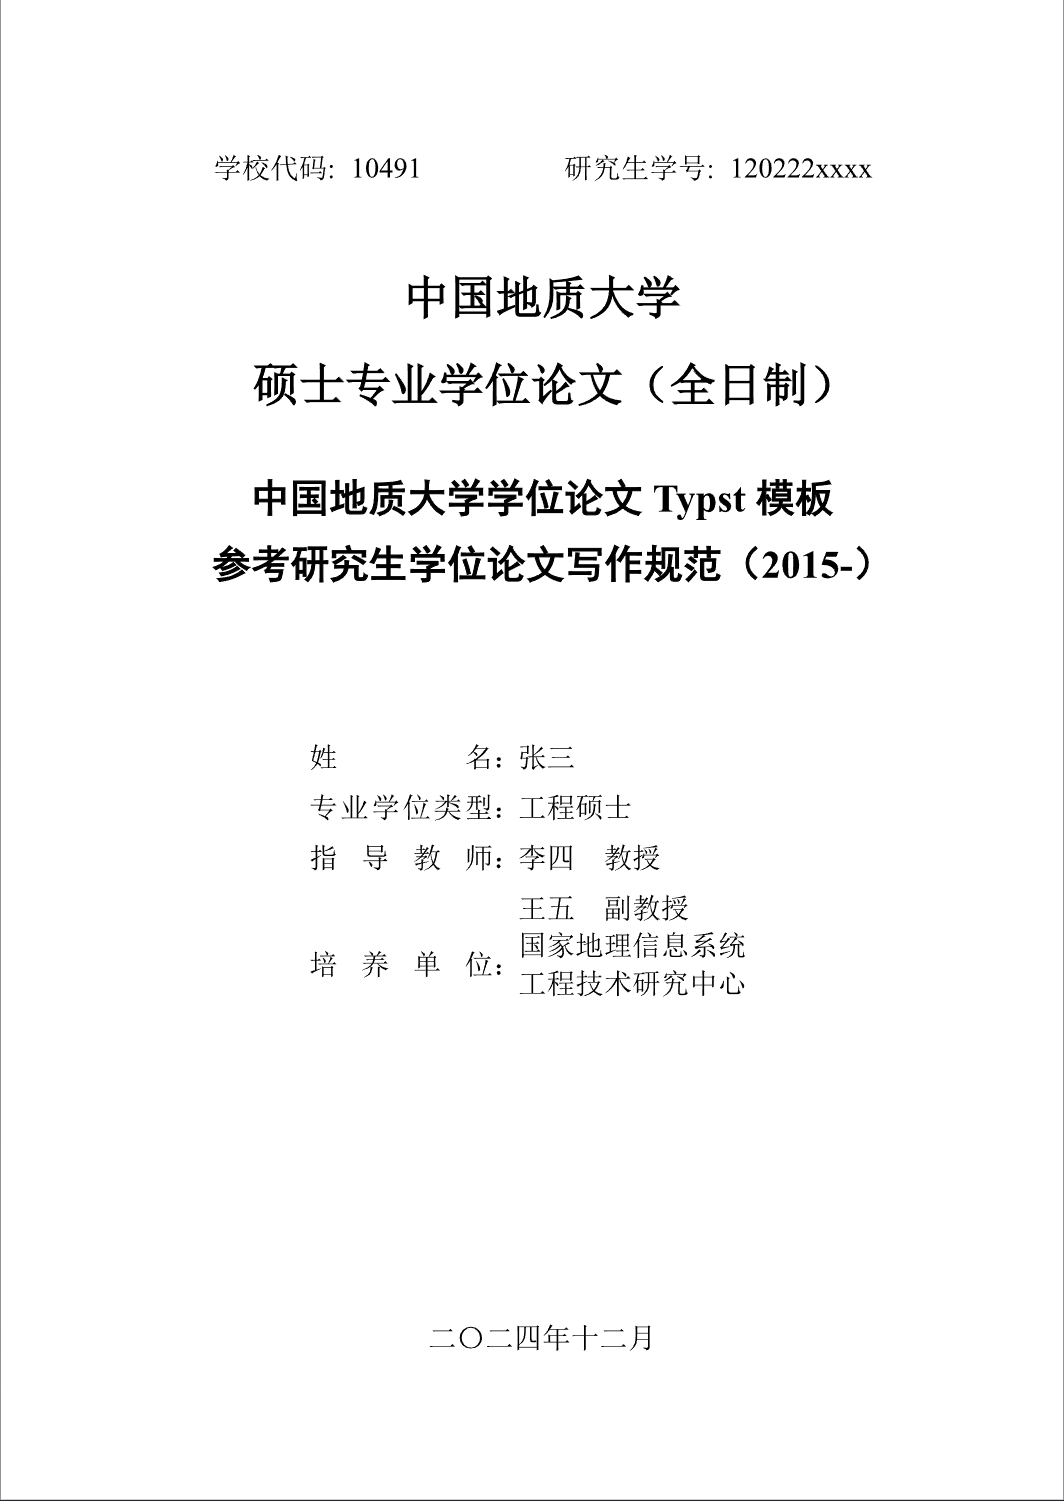 学校代码: 10491 研究生学号: 120222xxxx
中国地质大学
硕士专业学位论文（全日制）
中国地质大学学位论文 Typst 模板
参考研究生学位论文写作规范（2015-）
姓名：张三
专业学位类型：工程硕士
指导教师：李四 教授
王五 副教授
培养单位：国家地理信息系统
工程技术研究中心
二〇二四年十二月